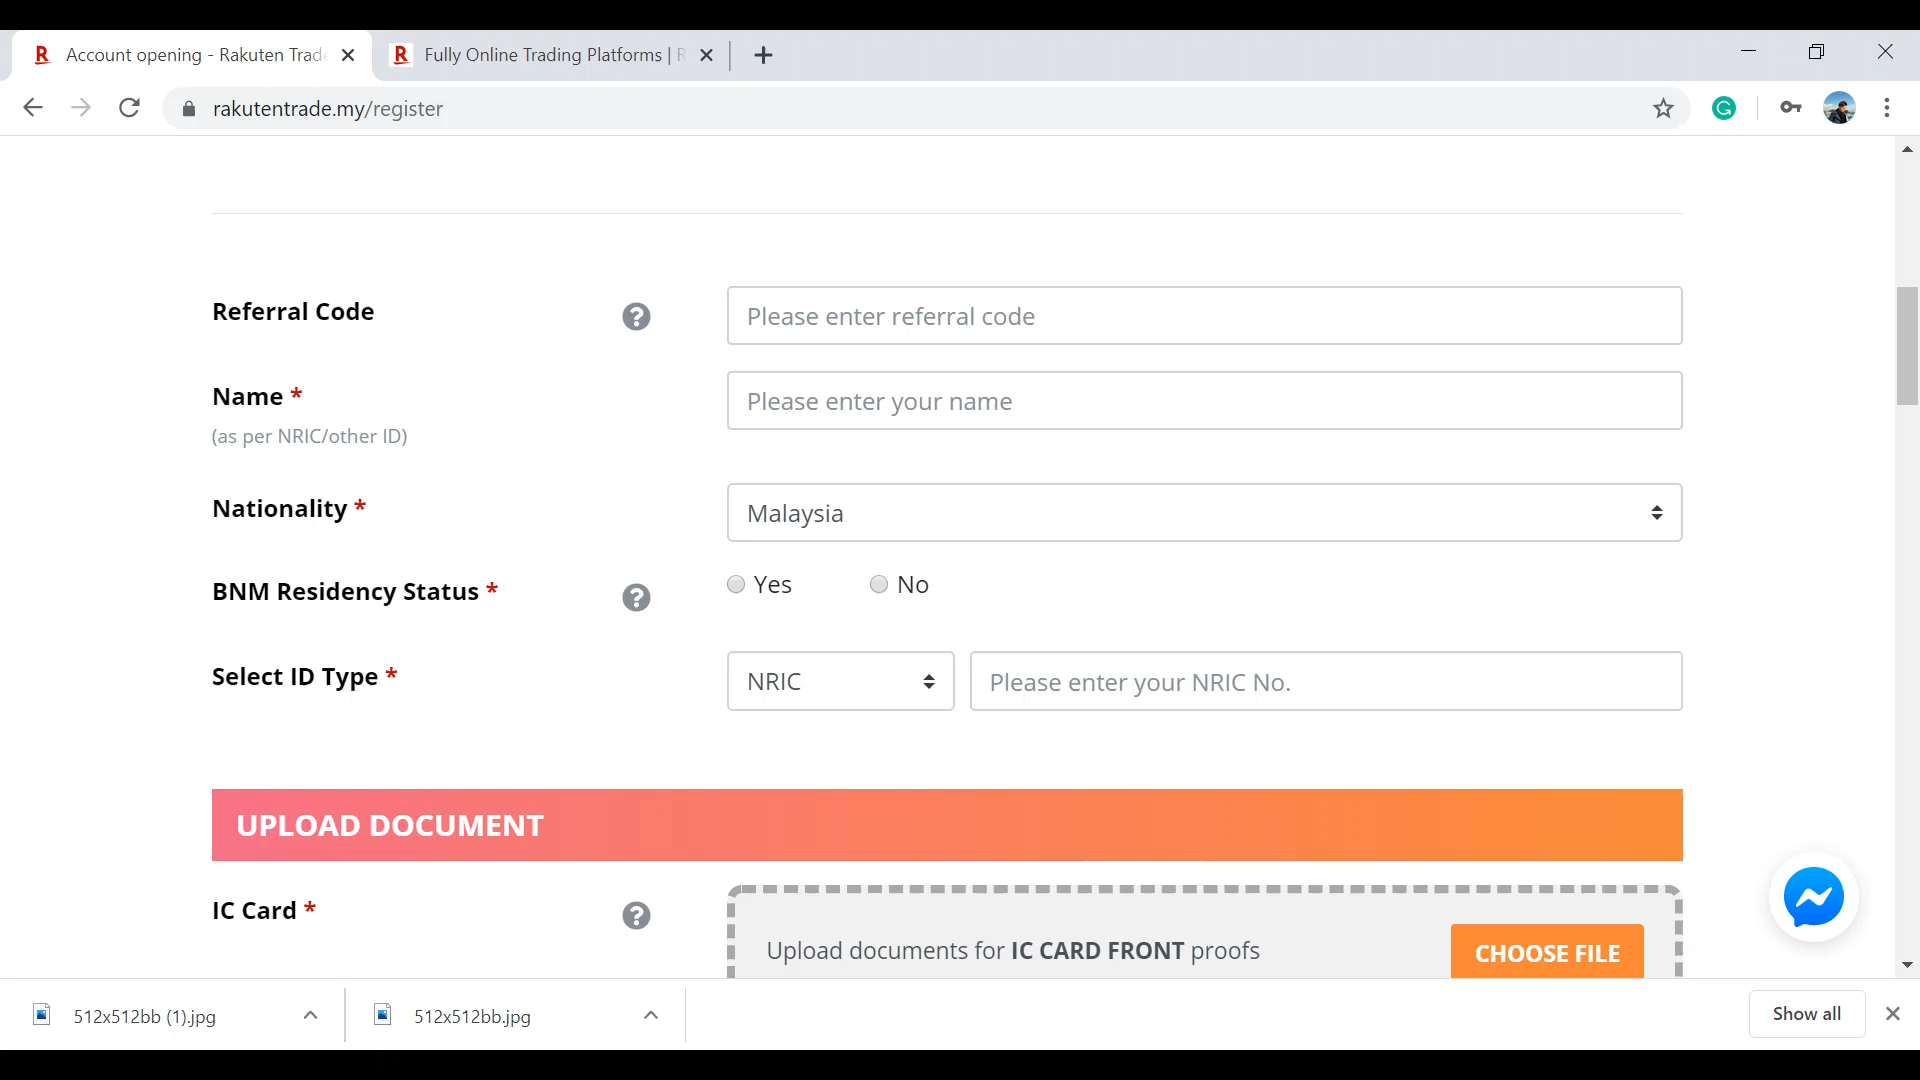 R Account opening - Rakuten Trade
R Fully Online Trading Platforms | R
rakutentrade.my/register
Referral Code
Please enter referral code
Name *
Please enter your name
(as per NRIC/other ID)
Nationality *
Malaysia
BNM Residency Status *
Yes
No
Select ID Type *
NRIC
Please enter your NRIC No.
UPLOAD DOCUMENT
IC Card *
Upload documents for IC CARD FRONT proofs
CHOOSE FILE
512x512bb (1).jpg
512x512bb.jpg
Show all